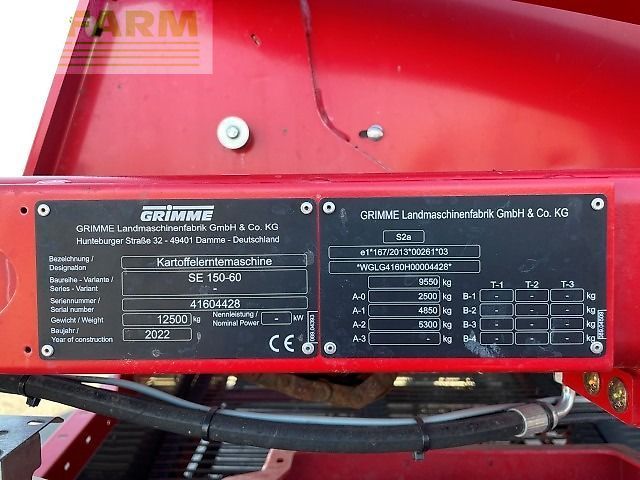 FARM
GRIMME
GRIMME Landmaschinenfabrik GmbH & Co. KG
Hunteburger Straße 32 - 49401 Damme - Deutschland
Bezeichnung / Designation Kartoffelerntemaschine
Baureihe - Variante / Series - Variant SE 150-60
-
Seriennummer / Serial number 41604428
Gewicht / Weight 12500 kg Nennleistung / Nominal Power - kW
Baujahr / Year of construction 2022 CE
GRIMME Landmaschinenfabrik GmbH & Co. KG
S2a
e1*167/2013*00261*03
*WGLG4160H00004428*
9550 kg T-1 T-2 T-3
A-0 2500 kg B-1 - - - kg
A-1 4850 kg B-2 - - - kg
A-2 5300 kg B-3 - - - kg
A-3 - kg B-4 - - - kg